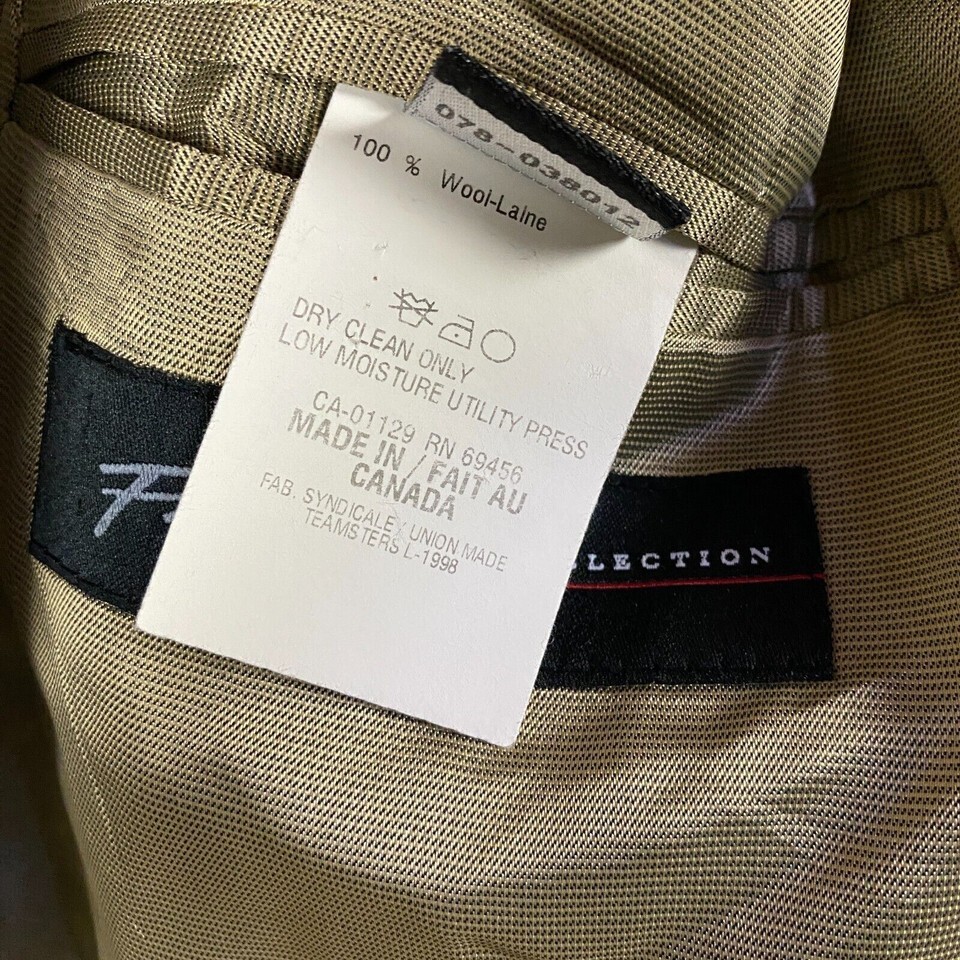 078-038012
100 % Wool-Laine
DRY CLEAN ONLY
LOW MOISTURE UTILITY PRESS
CA-01129 RN 69456
MADE IN / FAIT AU
CANADA
FAB. SYNDICALE / UNION MADE
TEAMSTERS L-1998
LECTION